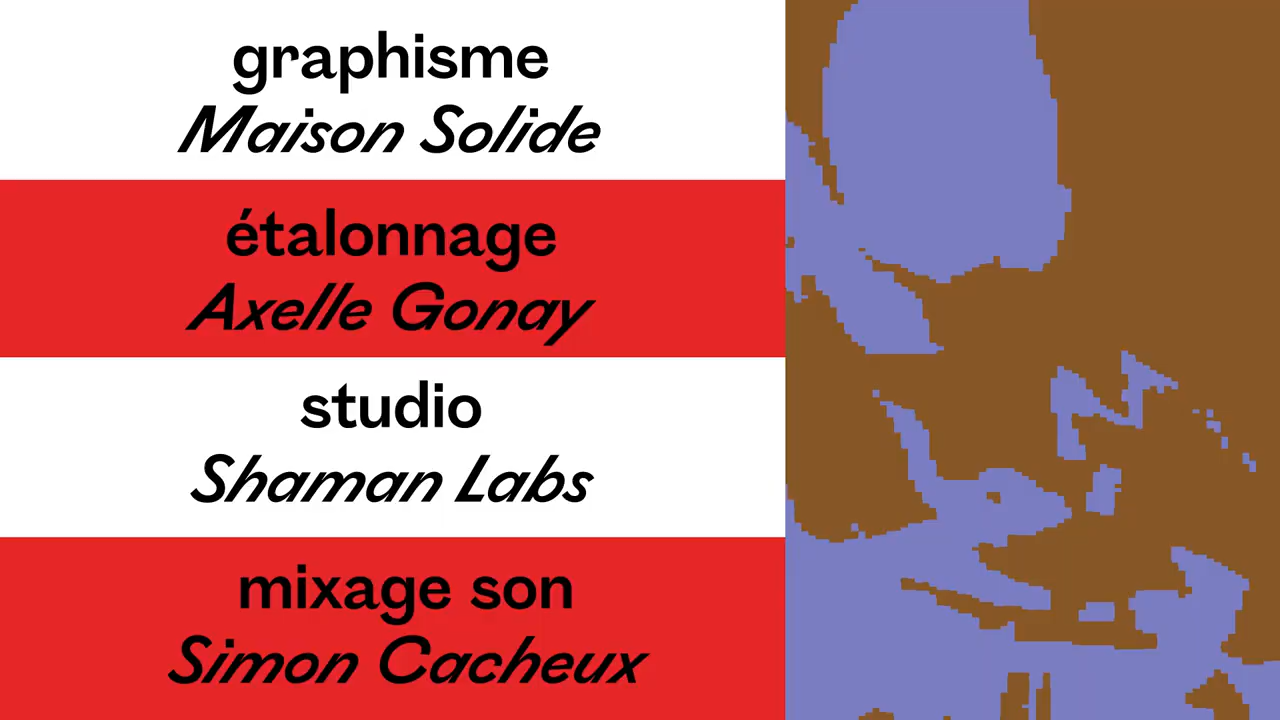 graphisme
Maison Solide
étalonnage
Axelle Gonay
studio
Shaman Labs
mixage son
Simon Cacheux